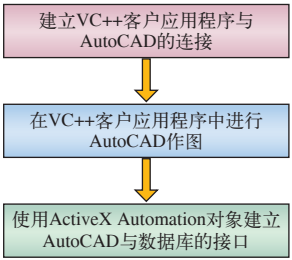 建立VC++客户应用程序与
AutoCAD的连接
在VC++客户应用程序中进行
AutoCAD作图
使用ActiveX Automation对象建立
AutoCAD与数据库的接口